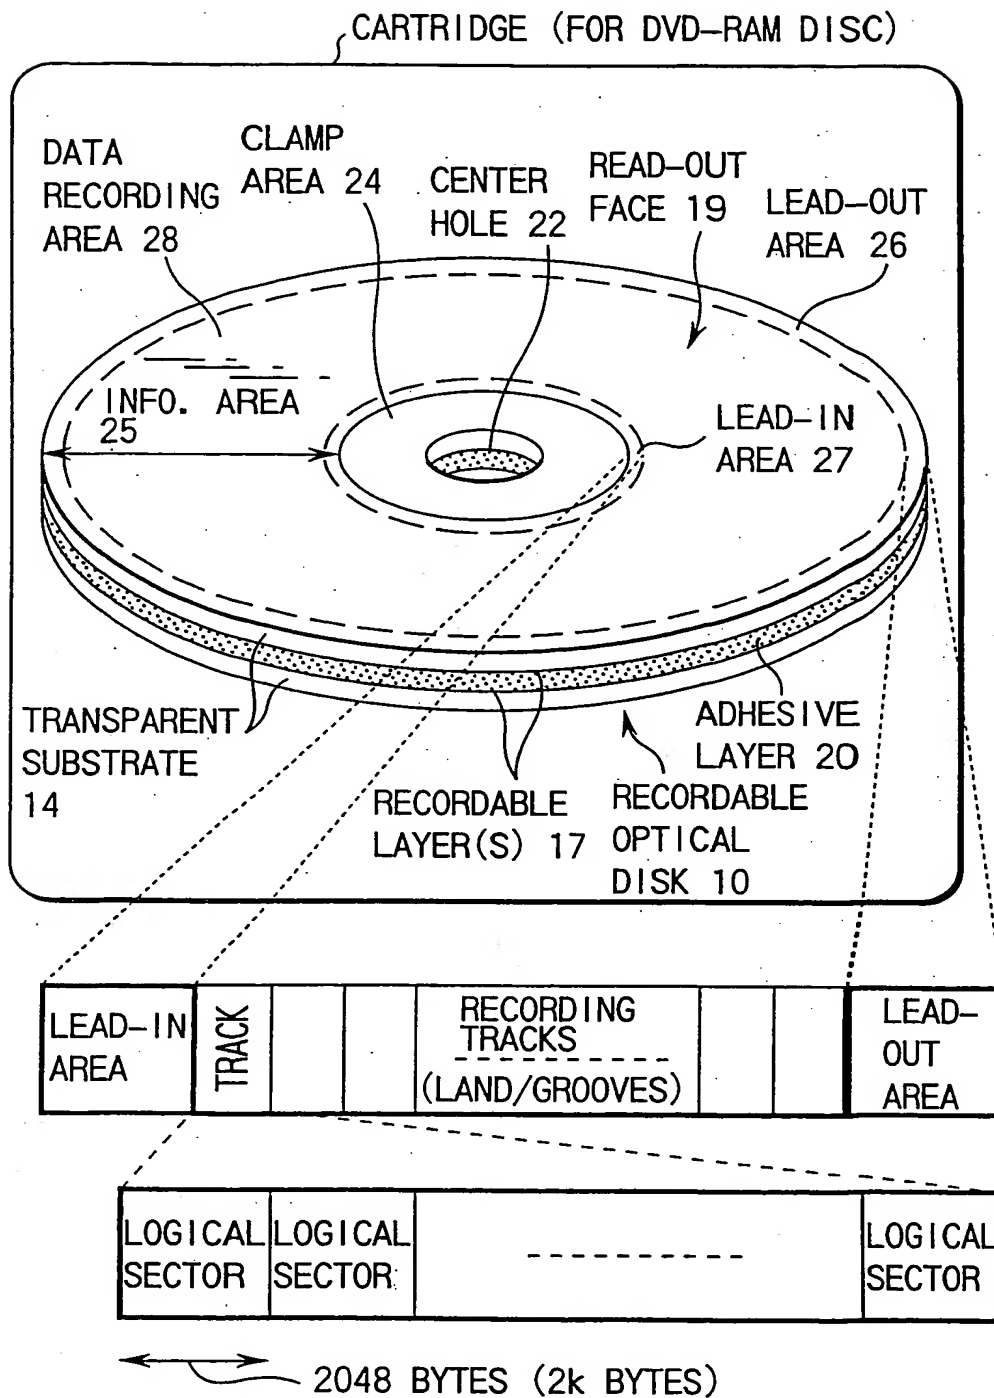 CARTRIDGE (FOR DVD-RAM DISC)
DATA
RECORDING
AREA 28
CLAMP
AREA 24
CENTER
HOLE 22
READ-OUT
FACE 19
LEAD-OUT
AREA 26
INFO. AREA
25
LEAD-IN
AREA 27
TRANSPARENT
SUBSTRATE
14
RECORDABLE
LAYER(S) 17
RECORDABLE
OPTICAL
DISK 10
ADHESIVE
LAYER 20
LEAD-IN
AREA
TRACK
RECORDING
TRACKS
(LAND/GROOVES)
LEAD-
OUT
AREA
LOGICAL
SECTOR
LOGICAL
SECTOR
LOGICAL
SECTOR
2048 BYTES (2k BYTES)